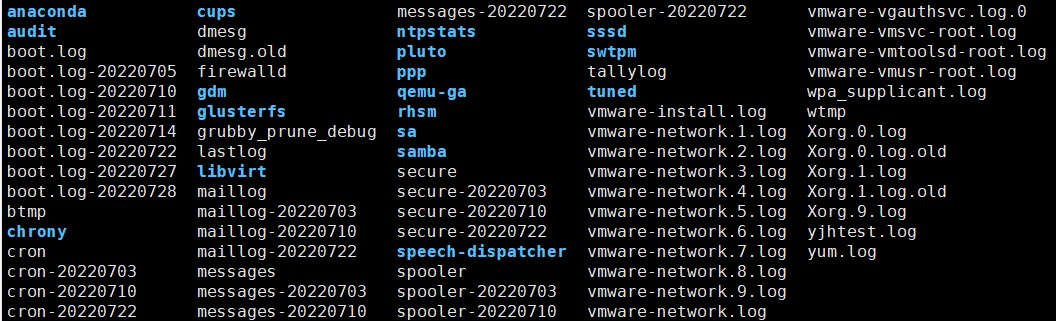 anaconda cups messages-20220722 spooler-20220722 vmware-vgauthsvc.log.0
audit dmesg ntpstats sssd vmware-vmsvc-root.log
boot.log dmesg.old pluto swtpm vmware-vmtoolsd-root.log
boot.log-20220705 firewalld ppp tallylog vmware-vmusr-root.log
boot.log-20220710 gdm qemu-ga tuned wpa_supplicant.log
boot.log-20220711 glusterfs rhsm vmware-install.log wtmp
boot.log-20220714 grubby_prune_debug sa vmware-network.1.log Xorg.0.log
boot.log-20220722 lastlog samba vmware-network.2.log Xorg.0.log.old
boot.log-20220727 libvirt secure vmware-network.3.log Xorg.1.log
boot.log-20220728 maillog secure-20220703 vmware-network.4.log Xorg.1.log.old
btmp maillog-20220703 secure-20220710 vmware-network.5.log Xorg.9.log
chrony maillog-20220710 secure-20220722 vmware-network.6.log yjhtest.log
cron maillog-20220722 speech-dispatcher vmware-network.7.log yum.log
cron-20220703 messages spooler vmware-network.8.log
cron-20220710 messages-20220703 spooler-20220703 vmware-network.9.log
cron-20220722 messages-20220710 spooler-20220710 vmware-network.log